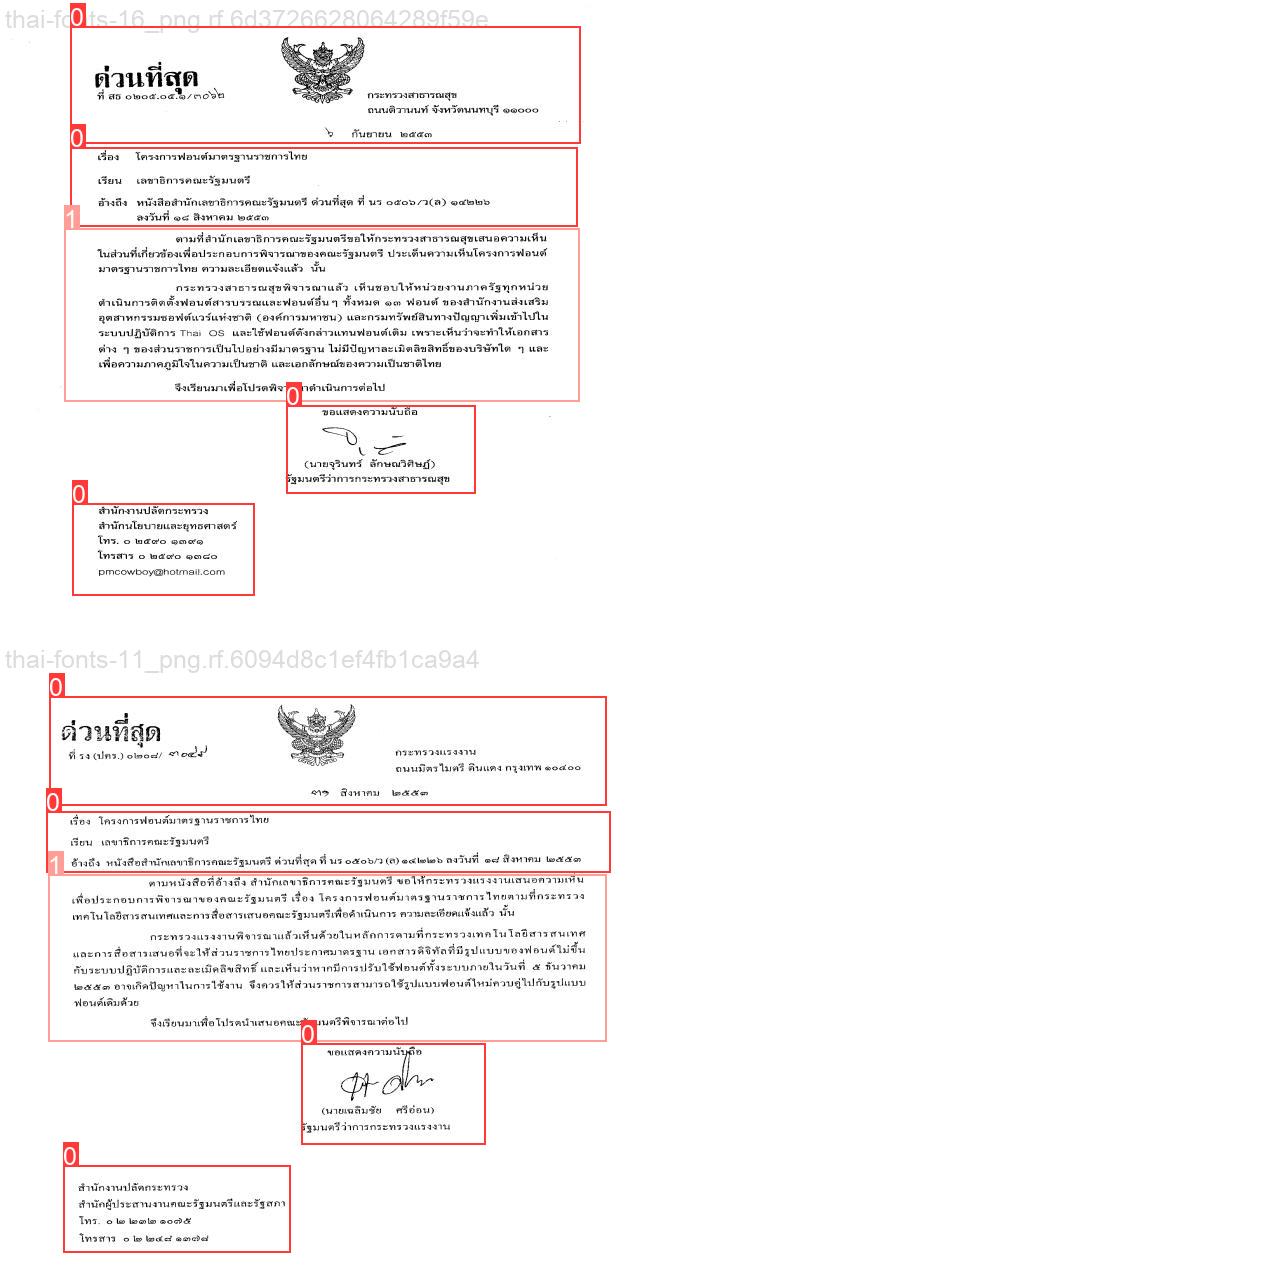 thai-fonts-16_png.rf.6d3726628064289f59e
0
ด่วนที่สุด
ที่ สธ ๐๒๐๕.๐๕.๑/๓๐๖๒
กระทรวงสาธารณสุข
ถนนติวานนท์ จังหวัดนนทบุรี ๑๑๐๐๐
๖ กันยายน ๒๕๕๓
0
เรื่อง โครงการฟอนต์มาตรฐานราชการไทย
เรียน เลขาธิการคณะรัฐมนตรี
อ้างถึง หนังสือสำนักเลขาธิการคณะรัฐมนตรี ด่วนที่สุด ที่ นร ๐๕๐๖/ว(ล) ๑๔๒๒๖
ลงวันที่ ๑๘ สิงหาคม ๒๕๕๓
1
ตามที่สำนักเลขาธิการคณะรัฐมนตรีขอให้กระทรวงสาธารณสุขเสนอความเห็น
ในส่วนที่เกี่ยวข้องเพื่อประกอบการพิจารณาของคณะรัฐมนตรี ประเด็นความเห็นโครงการฟอนต์
มาตรฐานราชการไทย ความละเอียดแจ้งแล้ว นั้น
กระทรวงสาธารณสุขพิจารณาแล้ว เห็นชอบให้หน่วยงานภาครัฐทุกหน่วย
ดำเนินการติดตั้งฟอนต์สารบรรณและฟอนต์อื่นๆ ทั้งหมด ๑๓ ฟอนต์ ของสำนักงานส่งเสริม
อุตสาหกรรมซอฟต์แวร์แห่งชาติ (องค์การมหาชน) และกรมทรัพย์สินทางปัญญาเพิ่มเข้าไปใน
ระบบปฏิบัติการ Thai OS และใช้ฟอนต์ดังกล่าวแทนฟอนต์เดิม เพราะเห็นว่าจะทำให้เอกสาร
ต่าง ๆ ของส่วนราชการเป็นไปอย่างมีมาตรฐาน ไม่มีปัญหาละเมิดลิขสิทธิ์ของบริษัทใด ๆ และ
เพื่อความภาคภูมิใจในความเป็นชาติ และเอกลักษณ์ของความเป็นชาติไทย
จึงเรียนมาเพื่อโปรดพิจารณาดำเนินการต่อไป
0
ขอแสดงความนับถือ
(นายจุรินทร์ ลักษณวิศิษฏ์)
รัฐมนตรีว่าการกระทรวงสาธารณสุข
0
สำนักงานปลัดกระทรวง
สำนักนโยบายและยุทธศาสตร์
โทร. ๐ ๒๕๙๐ ๑๓๙๑
โทรสาร ๐ ๒๕๙๐ ๑๓๘๐
pmcowboy@hotmail.com
thai-fonts-11_png.rf.6094d8c1ef4fb1ca9a4
0
ด่วนที่สุด
ที่ รง (ปคร.) ๐๒๐๘/
กระทรวงแรงงาน
ถนนมิตรไมตรี ดินแดง กรุงเทพ ๑๐๔๐๐
๓๑ สิงหาคม ๒๕๕๓
0
เรื่อง โครงการฟอนต์มาตรฐานราชการไทย
เรียน เลขาธิการคณะรัฐมนตรี
อ้างถึง หนังสือสำนักเลขาธิการคณะรัฐมนตรี ด่วนที่สุด ที่ นร ๐๕๐๖/ว (ล) ๑๔๒๒๖ ลงวันที่ ๑๘ สิงหาคม ๒๕๕๓
1
ตามหนังสือที่อ้างถึง สำนักเลขาธิการคณะรัฐมนตรี ขอให้กระทรวงแรงงานเสนอความเห็น
เพื่อประกอบการพิจารณาของคณะรัฐมนตรี เรื่อง โครงการฟอนต์มาตรฐานราชการไทยตามที่กระทรวง
เทคโนโลยีสารสนเทศและการสื่อสารเสนอคณะรัฐมนตรีเพื่อดำเนินการ ความละเอียดแจ้งแล้ว นั้น
กระทรวงแรงงานพิจารณาแล้วเห็นด้วยในหลักการตามที่กระทรวงเทคโนโลยีสารสนเทศ
และการสื่อสารเสนอที่จะให้ส่วนราชการไทยประกาศมาตรฐาน เอกสารดิจิทัลที่มีรูปแบบของฟอนต์ไม่ขึ้น
กับระบบปฏิบัติการและละเมิดลิขสิทธิ์ และเห็นว่าหากมีการปรับใช้ฟอนต์ทั้งระบบภายในวันที่ ๕ ธันวาคม
๒๕๕๓ อาจเกิดปัญหาในการใช้งาน จึงควรให้ส่วนราชการสามารถใช้รูปแบบฟอนต์ใหม่ควบคู่ไปกับรูปแบบ
ฟอนต์เดิมด้วย
จึงเรียนมาเพื่อโปรดนำเสนอคณะรัฐมนตรีพิจารณาต่อไป
0
ขอแสดงความนับถือ
(นายเฉลิมชัย ศรีอ่อน)
รัฐมนตรีว่าการกระทรวงแรงงาน
0
สำนักงานปลัดกระทรวง
สำนักผู้ประสานงานคณะรัฐมนตรีและรัฐสภา
โทร. ๐ ๒ ๒๓๒ ๑๐๗๕
โทรสาร ๐ ๒ ๒๔๘ ๑๓๗๘